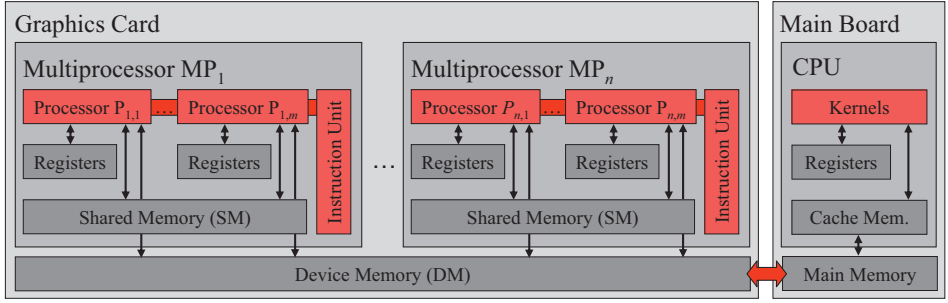 Graphics Card
Main Board
Multiprocessor MP1
Multiprocessor MPn
CPU
Processor P1,1
...
Processor P1,m
Processor Pn,1
...
Processor Pn,m
Kernels
Registers
Registers
Instruction Unit
...
Registers
Registers
Instruction Unit
Registers
Shared Memory (SM)
Shared Memory (SM)
Cache Mem.
Device Memory (DM)
Main Memory